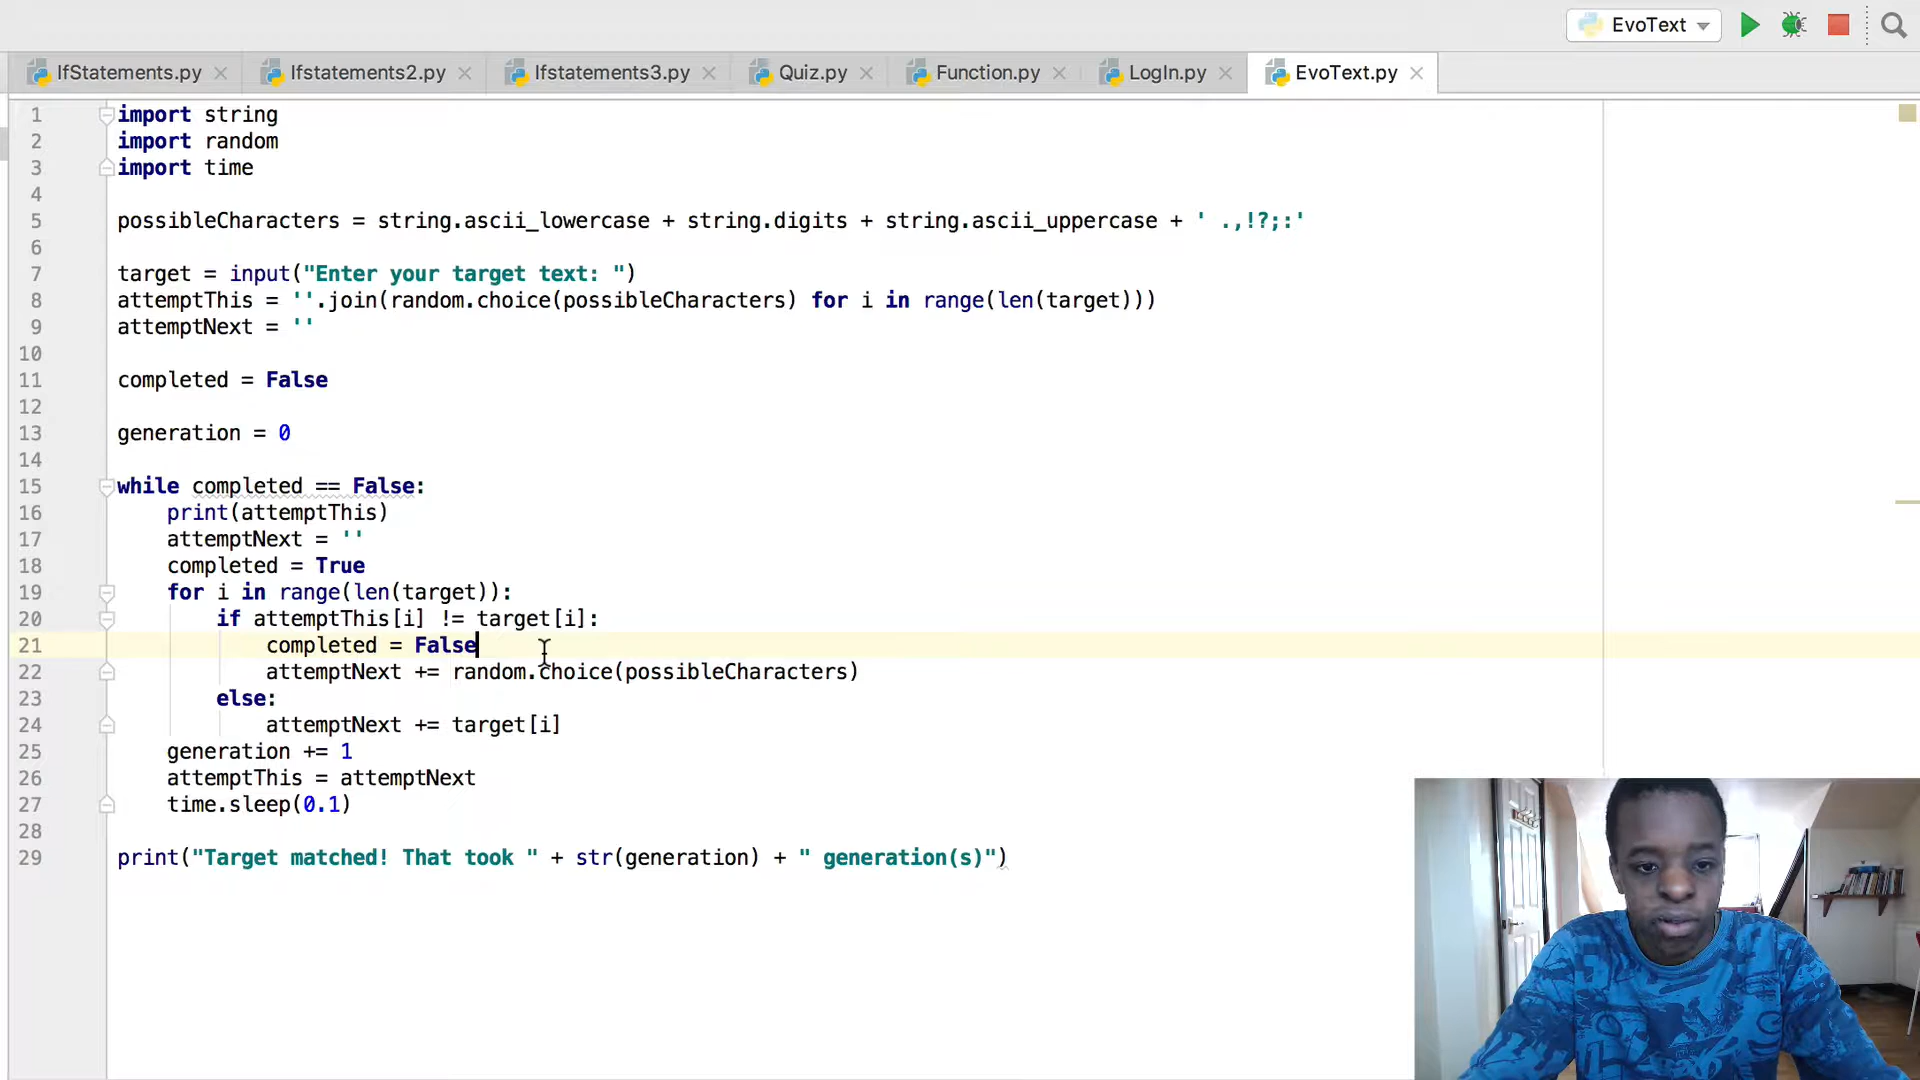 EvoText
IfStatements.py Ifstatements2.py Ifstatements3.py Quiz.py Function.py LogIn.py EvoText.py
1 import string
2 import random
3 import time
4
5 possibleCharacters = string.ascii_lowercase + string.digits + string.ascii_uppercase + ' .,!?;:'
6
7 target = input("Enter your target text: ")
8 attemptThis = ''.join(random.choice(possibleCharacters) for i in range(len(target)))
9 attemptNext = ''
10
11 completed = False
12
13 generation = 0
14
15 while completed == False:
16     print(attemptThis)
17     attemptNext = ''
18     completed = True
19     for i in range(len(target)):
20         if attemptThis[i] != target[i]:
21             completed = False
22             attemptNext += random.choice(possibleCharacters)
23         else:
24             attemptNext += target[i]
25     generation += 1
26     attemptThis = attemptNext
27     time.sleep(0.1)
28
29 print("Target matched! That took " + str(generation) + " generation(s)")